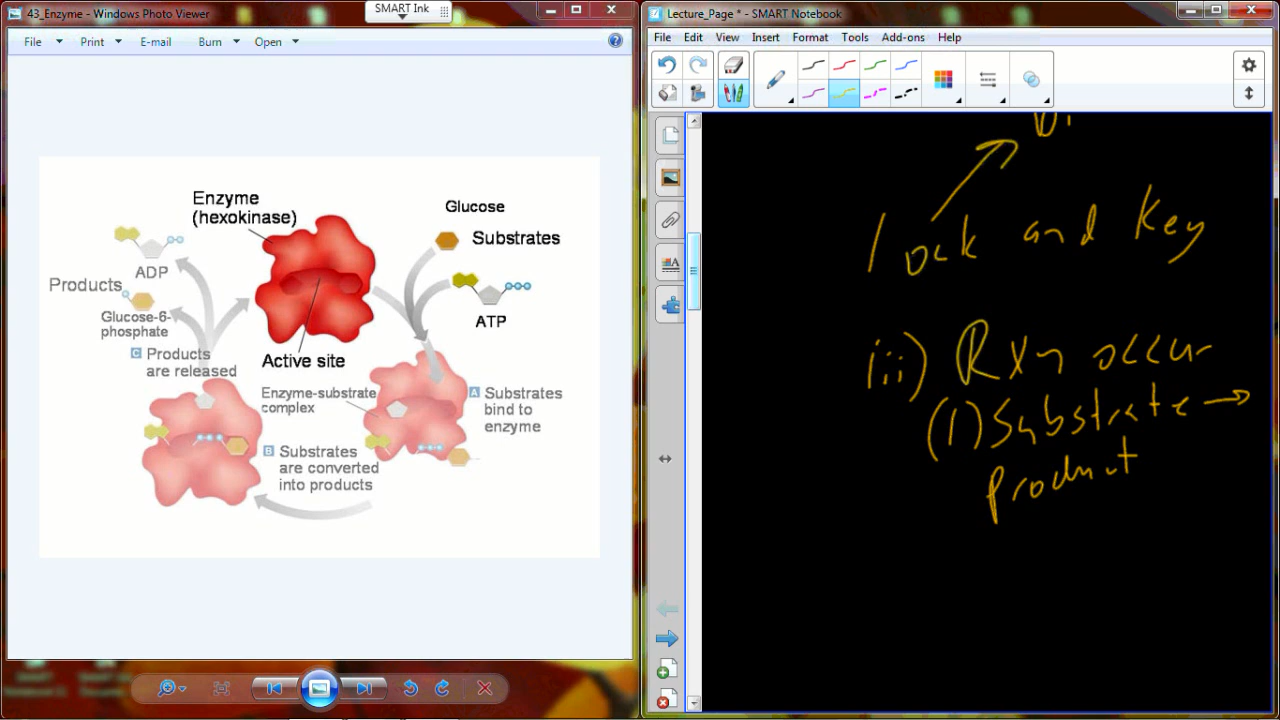 43_Enzyme - Windows Photo Viewer
SMART Ink
File Print E-mail Burn Open
Enzyme
(hexokinase)
Glucose
Substrates
ADP
Products
Glucose-6-
phosphate
ATP
Active site
C Products
are released
Enzyme-substrate
complex
A Substrates
bind to
enzyme
B Substrates
are converted
into products
Lecture_Page * - SMART Notebook
File Edit View Insert Format Tools Add-ons Help
lock and key
iii) Rxn occur
(1) Substrate →
product